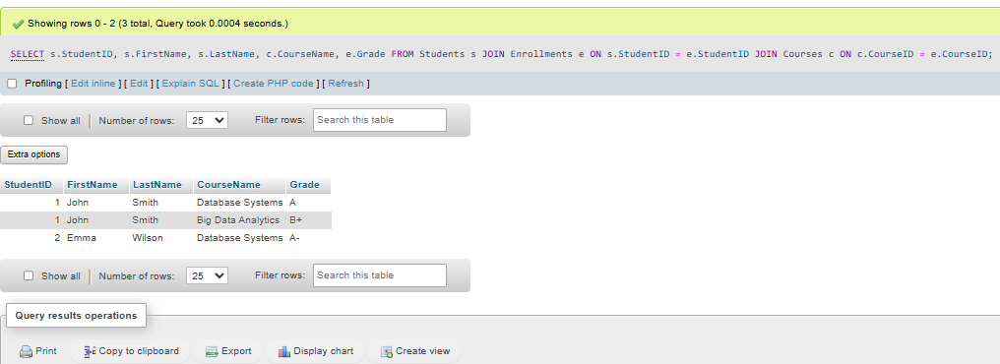 Showing rows 0 - 2 (3 total, Query took 0.0004 seconds.)
SELECT s.StudentID, s.FirstName, s.LastName, c.CourseName, e.Grade FROM Students s JOIN Enrollments e ON s.StudentID = e.StudentID JOIN Courses c ON c.CourseID = e.CourseID;
Profiling [ Edit inline ] [ Edit ] [ Explain SQL ] [ Create PHP code ] [ Refresh ]
Show all | Number of rows: 25 Filter rows: Search this table
Extra options
StudentID FirstName LastName CourseName Grade
1 John Smith Database Systems A
1 John Smith Big Data Analytics B+
2 Emma Wilson Database Systems A-
Show all | Number of rows: 25 Filter rows: Search this table
Query results operations
Print Copy to clipboard Export Display chart Create view